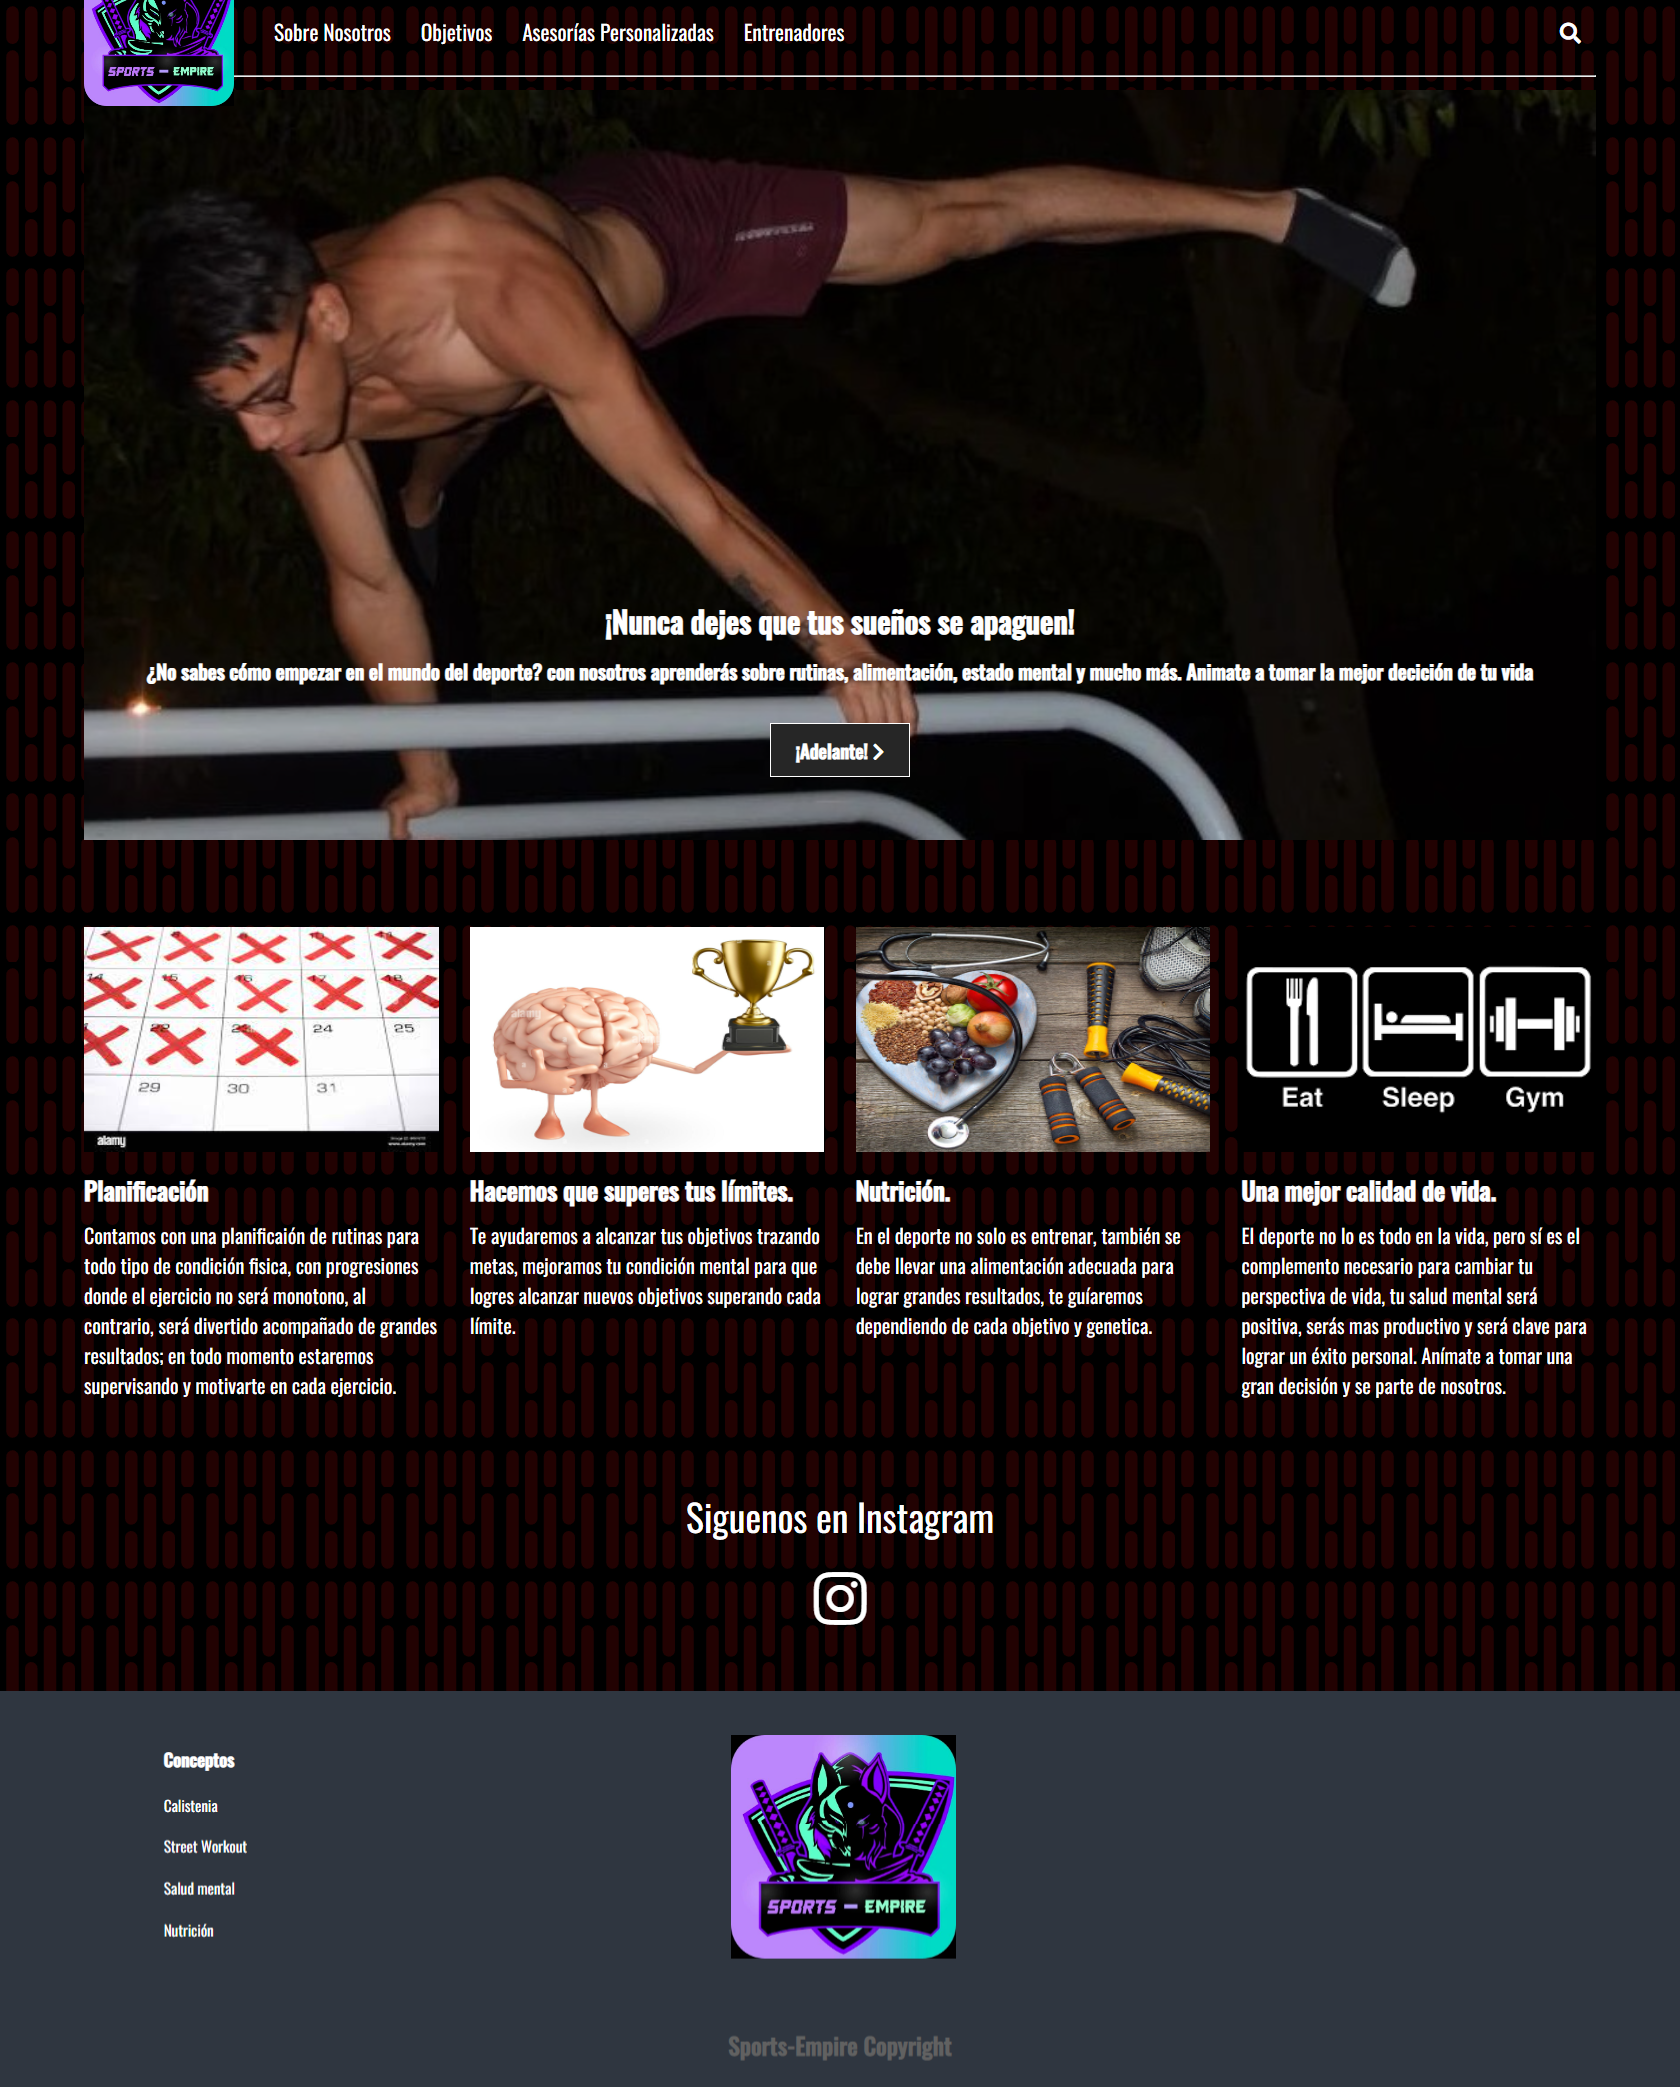 SPORTS — EMPIRE
Sobre Nosotros
Objetivos
Asesorías Personalizadas
Entrenadores
¡Nunca dejes que tus sueños se apaguen!
¿No sabes cómo empezar en el mundo del deporte? con nosotros aprenderás sobre rutinas, alimentación, estado mental y mucho más. Animate a tomar la mejor decición de tu vida
¡Adelante!
14 15 16 17 18
22 23 24 25
29 30 31
alamy
alamy
Eat Sleep Gym
Planificación
Contamos con una planificaión de rutinas para
todo tipo de condición fisica, con progresiones
donde el ejercicio no será monotono, al
contrario, será divertido acompañado de grandes
resultados; en todo momento estaremos
supervisando y motivarte en cada ejercicio.
Hacemos que superes tus límites.
Te ayudaremos a alcanzar tus objetivos trazando
metas, mejoramos tu condición mental para que
logres alcanzar nuevos objetivos superando cada
límite.
Nutrición.
En el deporte no solo es entrenar, también se
debe llevar una alimentación adecuada para
lograr grandes resultados, te guíaremos
dependiendo de cada objetivo y genetica.
Una mejor calidad de vida.
El deporte no lo es todo en la vida, pero sí es el
complemento necesario para cambiar tu
perspectiva de vida, tu salud mental será
positiva, serás mas productivo y será clave para
lograr un éxito personal. Anímate a tomar una
gran decisión y se parte de nosotros.
Siguenos en Instagram
Conceptos
Calistenia
Street Workout
Salud mental
Nutrición
SPORTS — EMPIRE
Sports-Empire Copyright